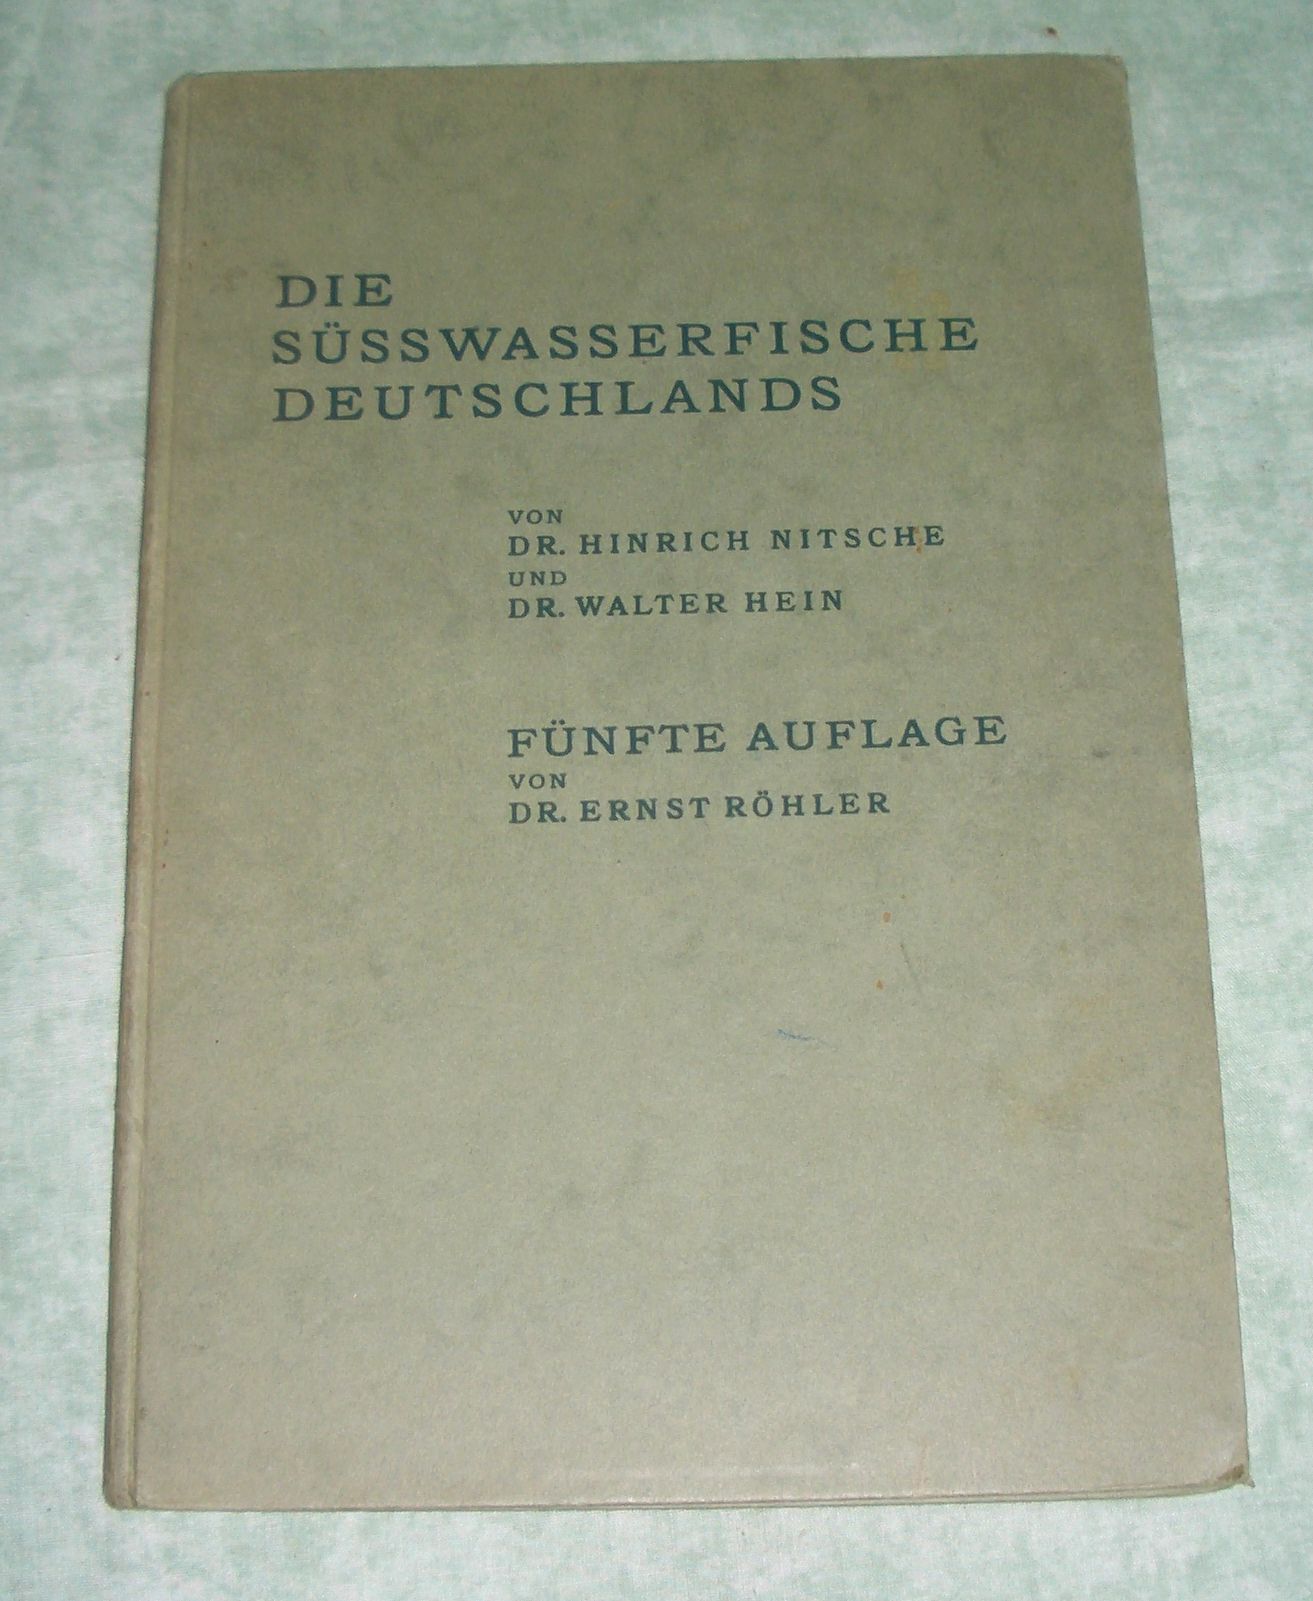 DIE
SÜSSWASSERFISCHE
DEUTSCHLANDS
VON
DR. HINRICH NITSCHE
UND
DR. WALTER HEIN
FÜNFTE AUFLAGE
VON
DR. ERNST RÖHLER